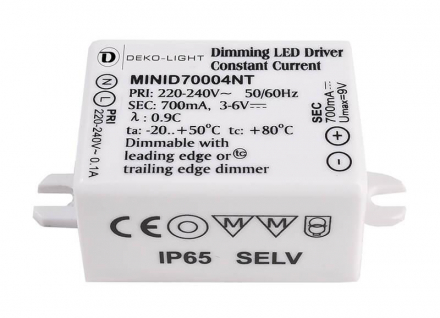 D DEKO-LIGHT
Dimming LED Driver
Constant Current
MINID70004NT
PRI: 220-240V~ 50/60Hz
SEC: 700mA, 3-6V⎓
λ : 0.9C
ta: -20..+50°C tc: +80°C
Dimmable with
leading edge or tc
trailing edge dimmer
N
L
PRI
220-240V~ 0.1A
SEC
700mA⎓
Umax=9V
+
-
CE M M
IP65 SELV